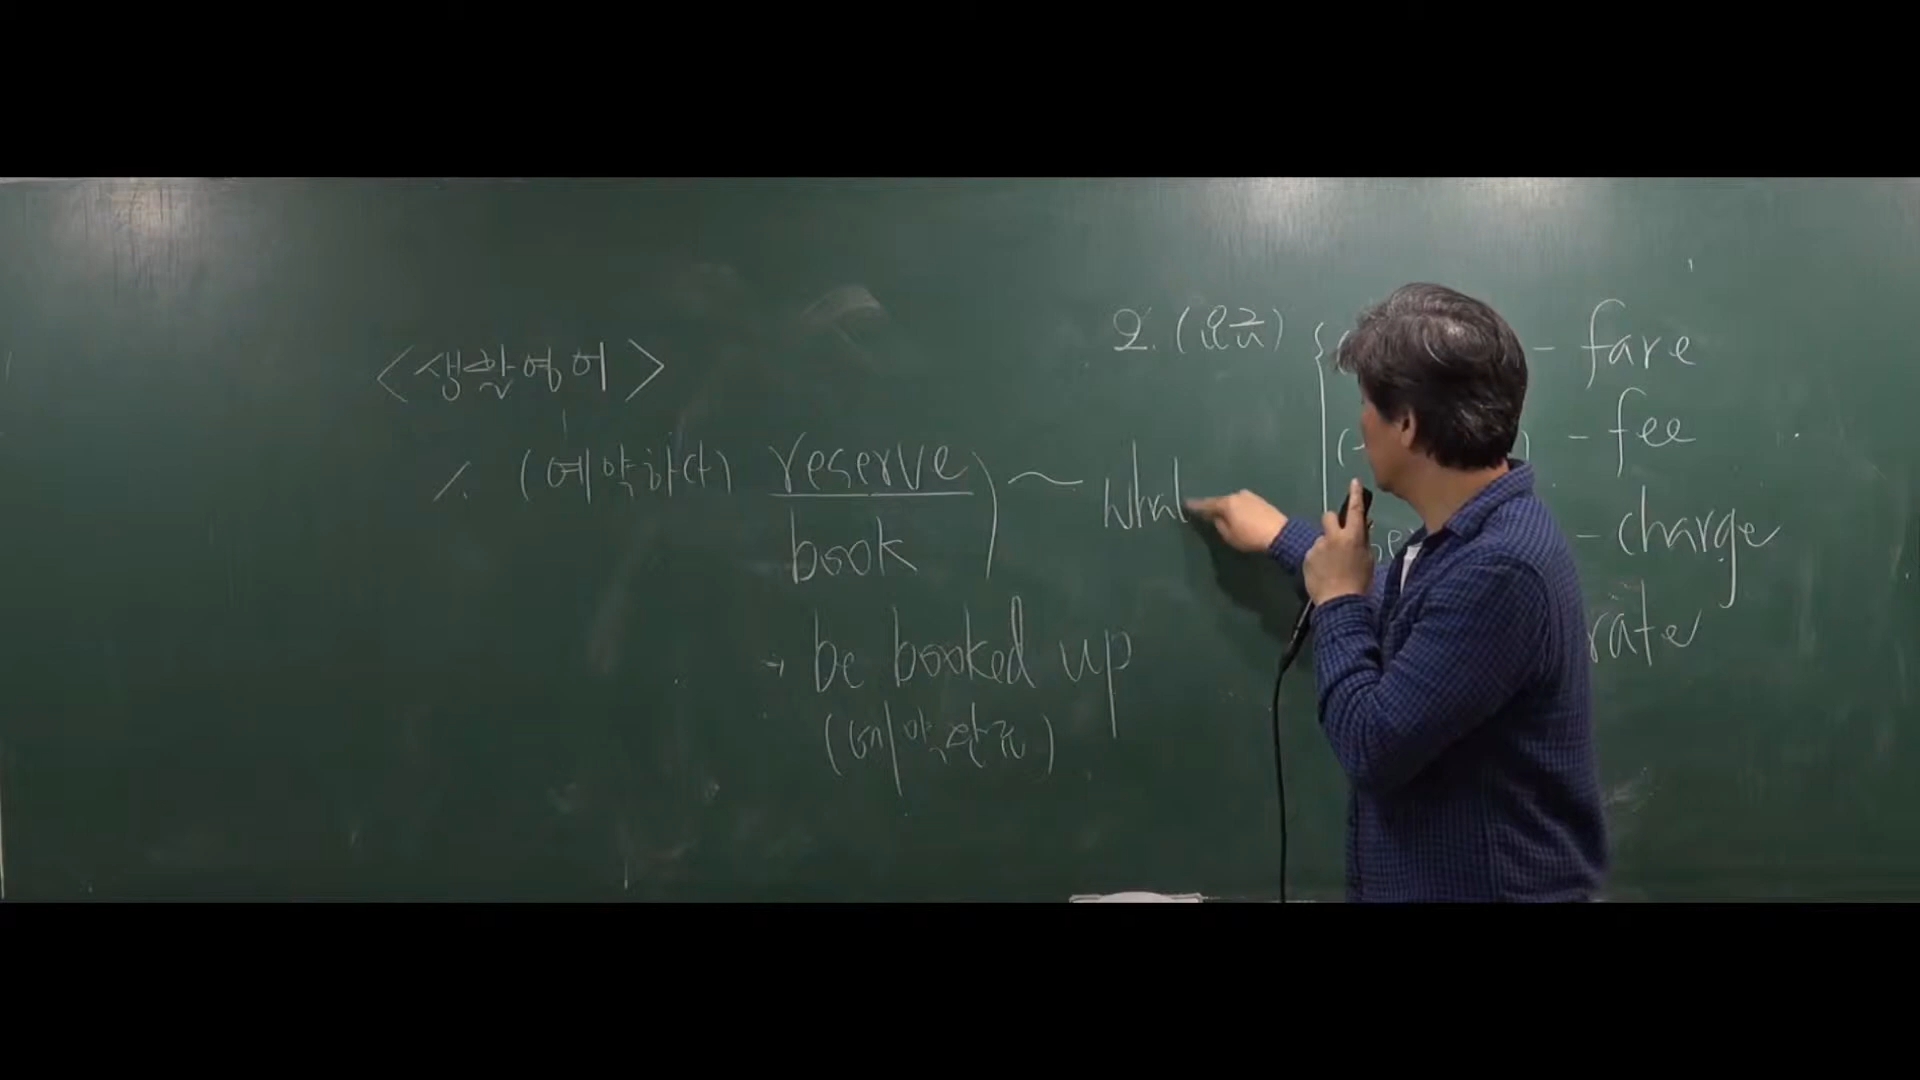 <생활영어>
1. (예약하다) reserve ~ what
book
→ be booked up
(예약완료)
2. (요금) - fare
- fee
- charge
rate